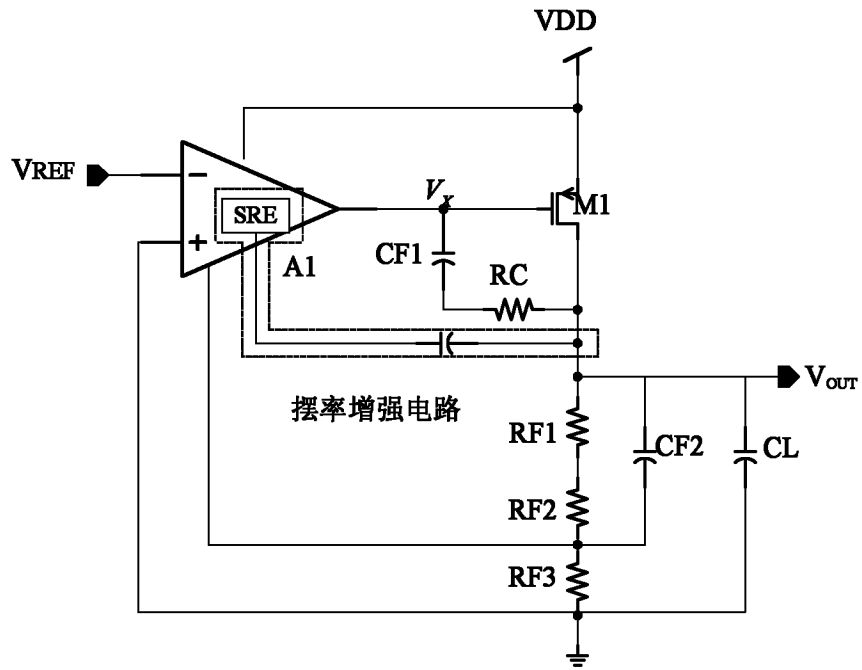 VDD
VREF
−
SRE
+
A1
Vx
M1
CF1
RC
摆率增强电路
VOUT
RF1
CF2
CL
RF2
RF3